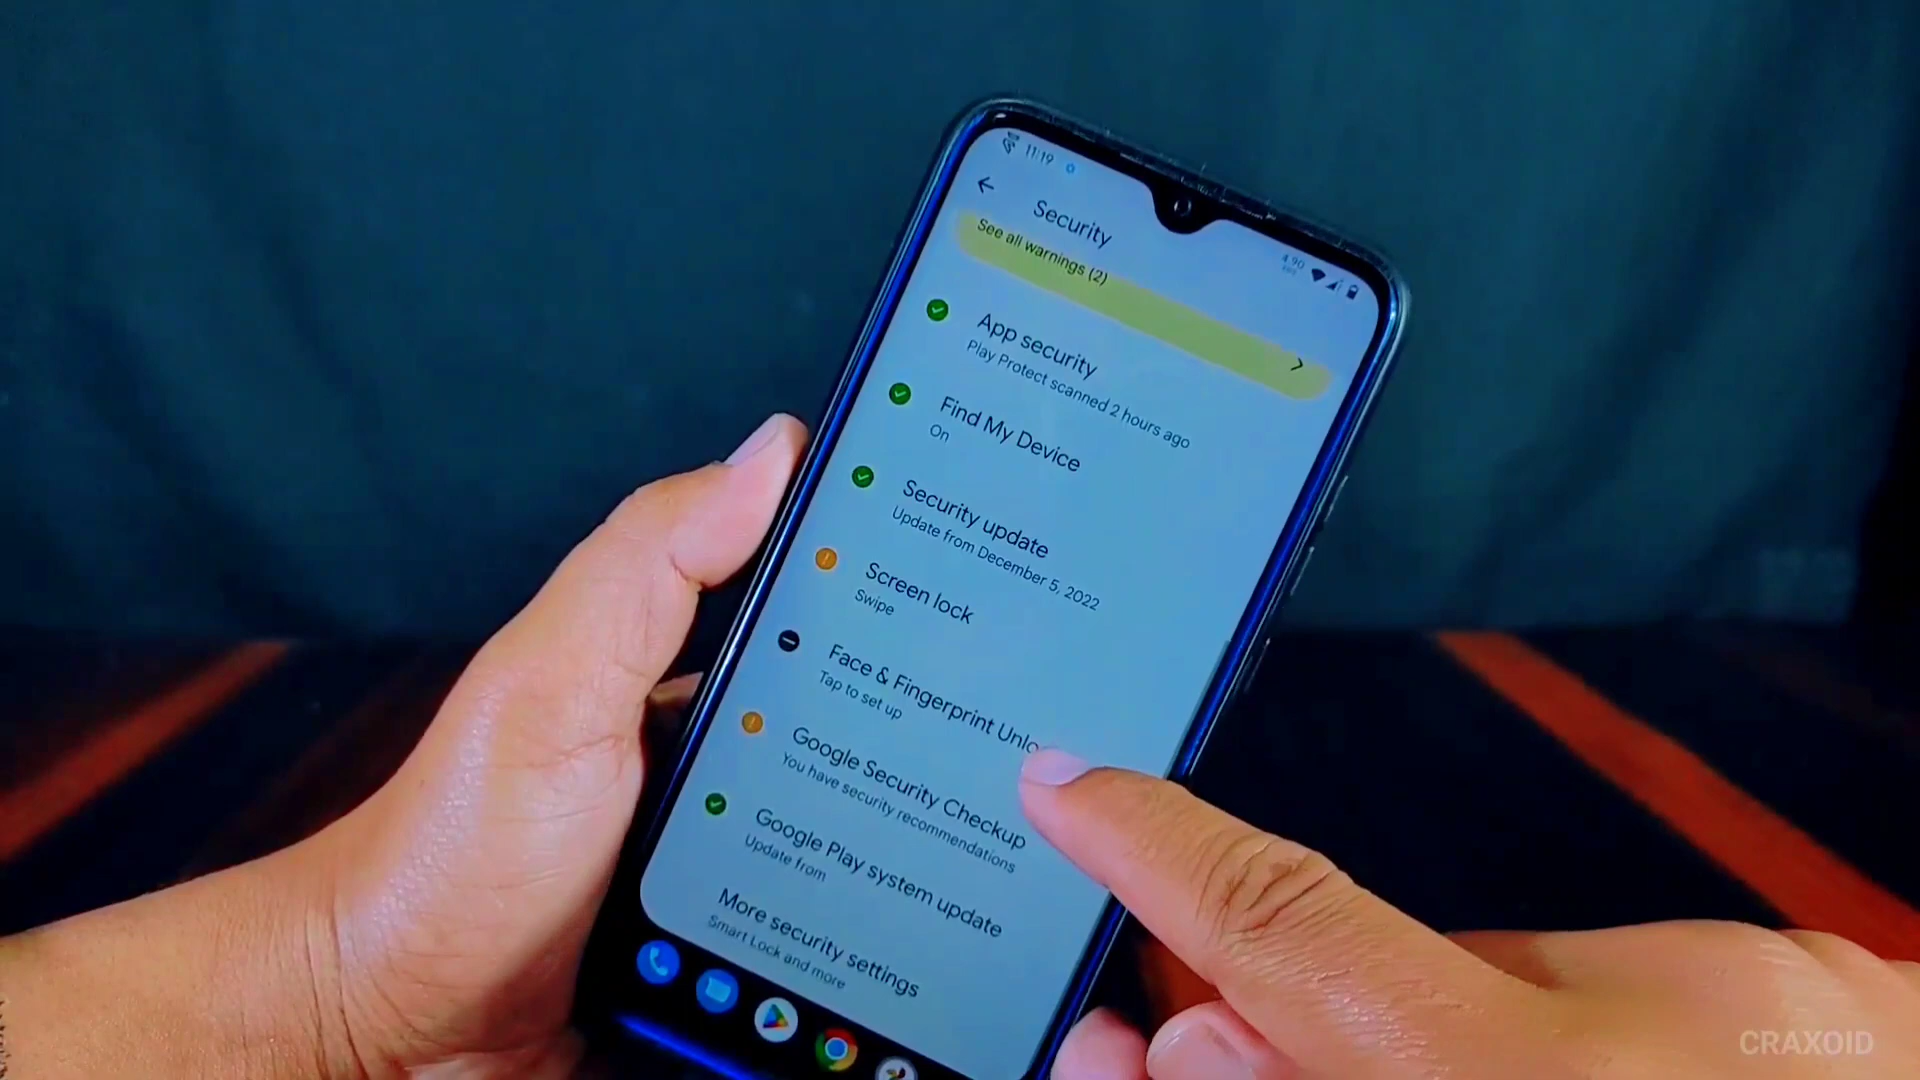 11:19
4.90
Security
See all warnings (2)
App security
Play Protect scanned 2 hours ago
Find My Device
On
Security update
Update from December 5, 2022
Screen lock
Swipe
Face & Fingerprint Unlo
Tap to set up
Google Security Checkup
You have security recommendations
Google Play system update
Update from
More security settings
Smart Lock and more
CRAXOID